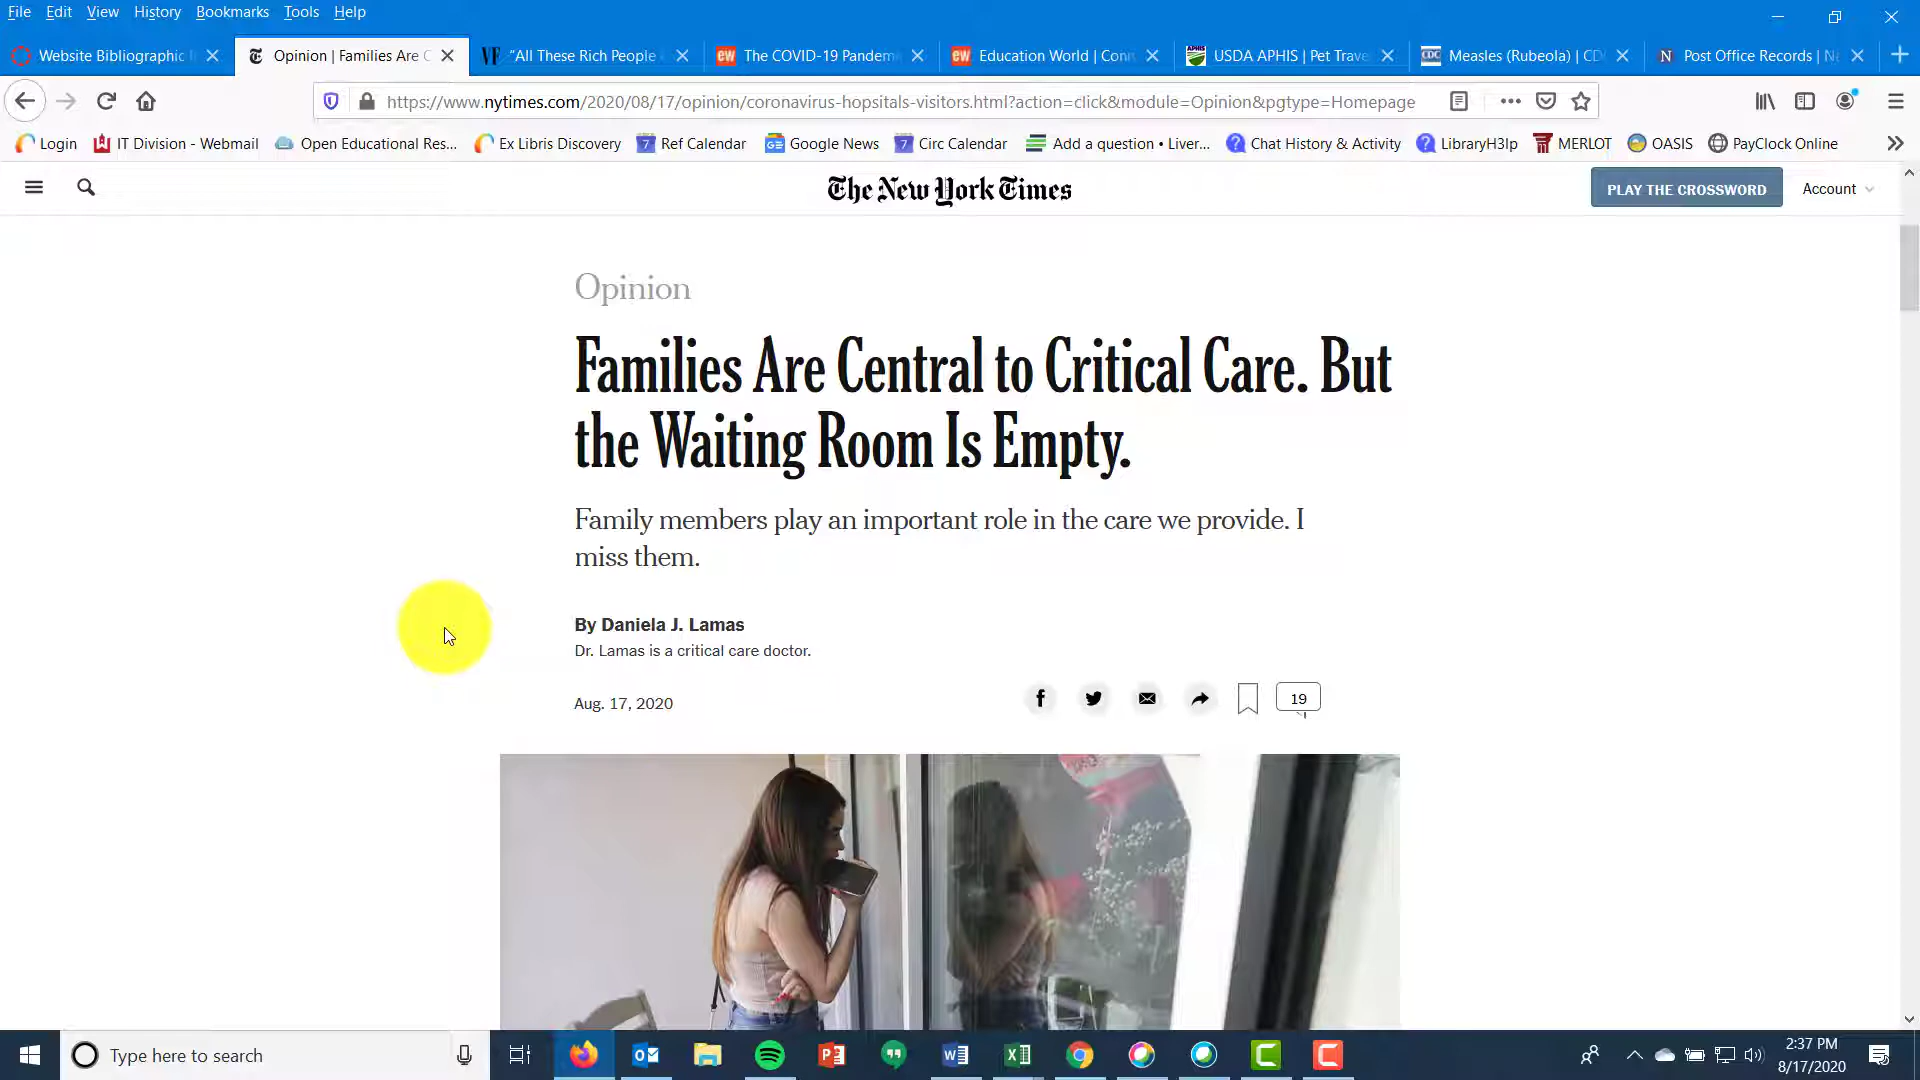 File Edit View History Bookmarks Tools Help
Website Bibliographic
Opinion | Families Are C
VF "All These Rich People
ew The COVID-19 Pandem
ew Education World | Conn
APHIS USDA APHIS | Pet Trave
CDC Measles (Rubeola) | CD
N Post Office Records | N
https://www.nytimes.com/2020/08/17/opinion/coronavirus-hopsitals-visitors.html?action=click&module=Opinion&pgtype=Homepage
Login IT Division - Webmail Open Educational Res... Ex Libris Discovery 7 Ref Calendar Google News 7 Circ Calendar Add a question • Liver... Chat History & Activity LibraryH3lp MERLOT OASIS PayClock Online
The New York Times
PLAY THE CROSSWORD
Account
Opinion
Families Are Central to Critical Care. But
the Waiting Room Is Empty.
Family members play an important role in the care we provide. I
miss them.
By Daniela J. Lamas
Dr. Lamas is a critical care doctor.
Aug. 17, 2020
19
Type here to search
2:37 PM
8/17/2020